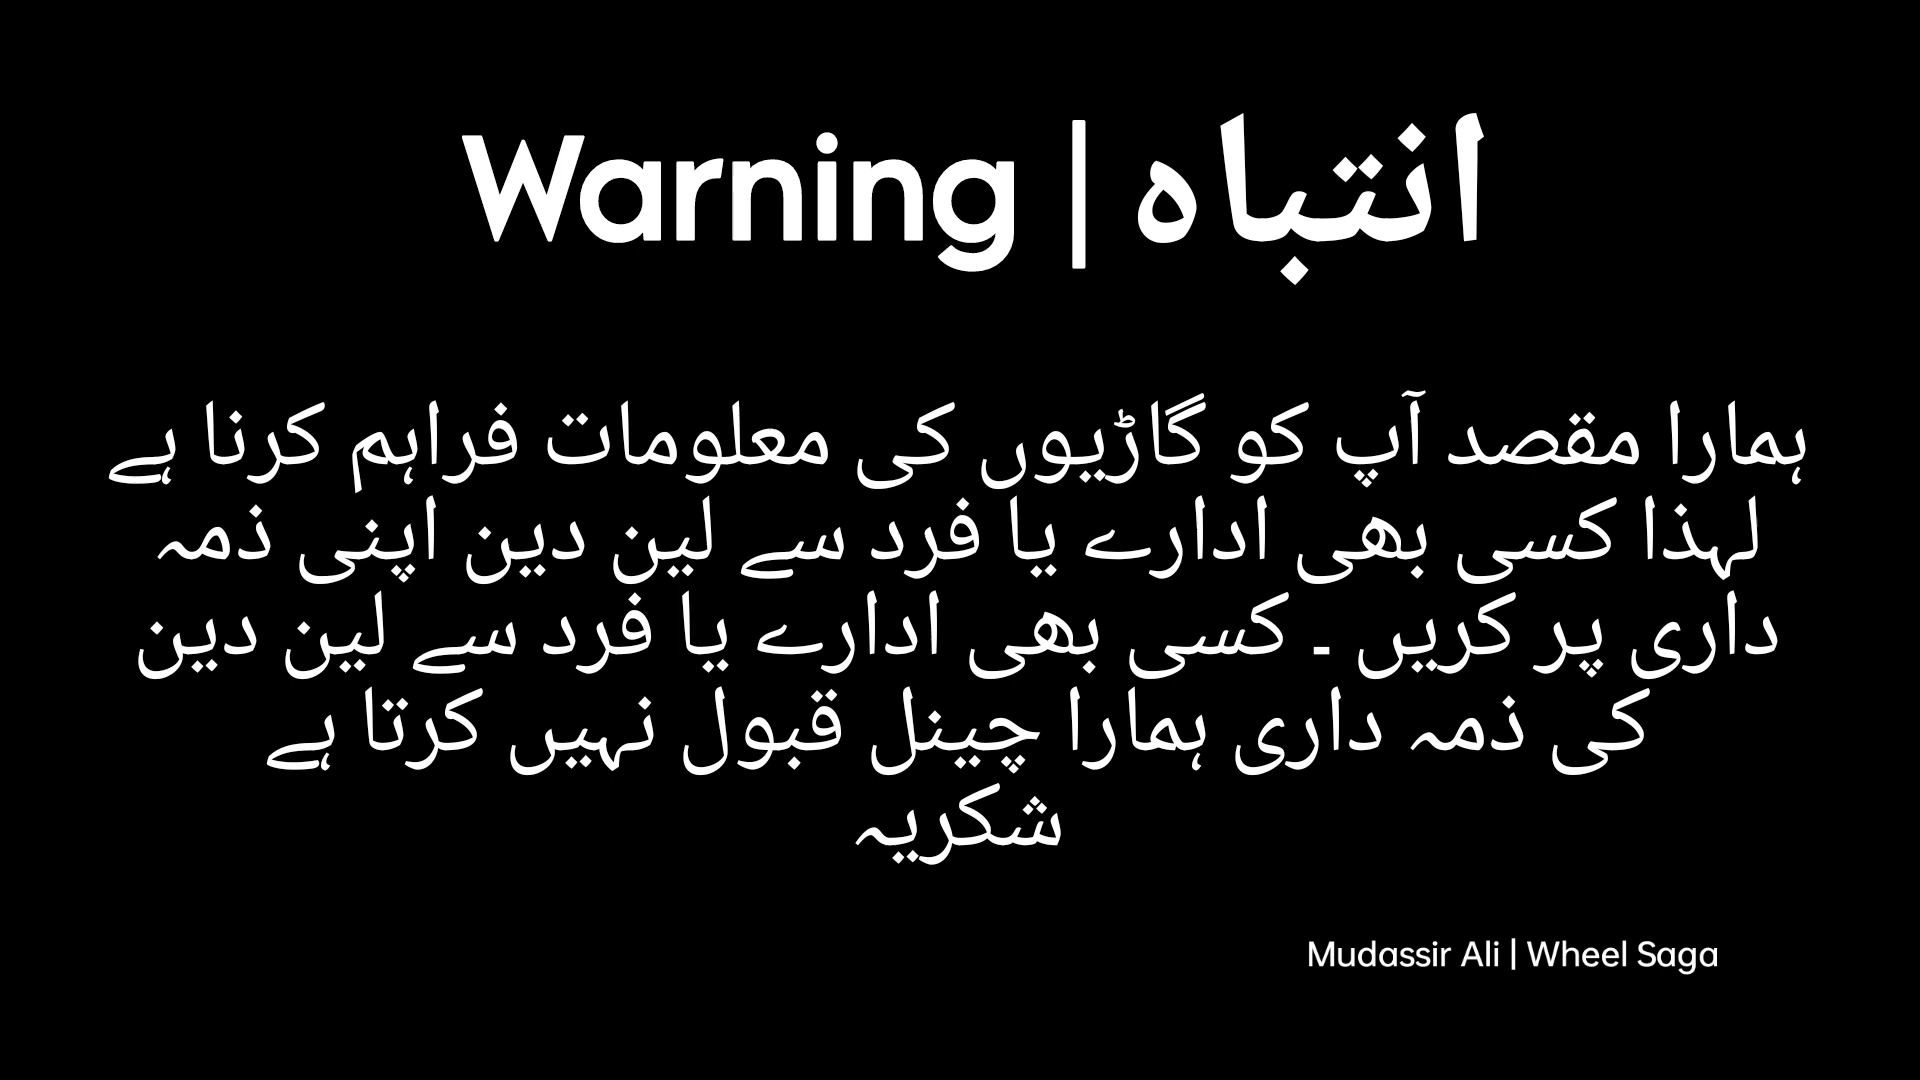 Warning | انتباہ
ہمارا مقصد آپ کو گاڑیوں کی معلومات فراہم کرنا ہے
لہذا کسی بھی ادارے یا فرد سے لین دین اپنی ذمہ
داری پر کریں ۔ کسی بھی ادارے یا فرد سے لین دین
کی ذمہ داری ہمارا چینل قبول نہیں کرتا ہے
شکریہ
Mudassir Ali | Wheel Saga